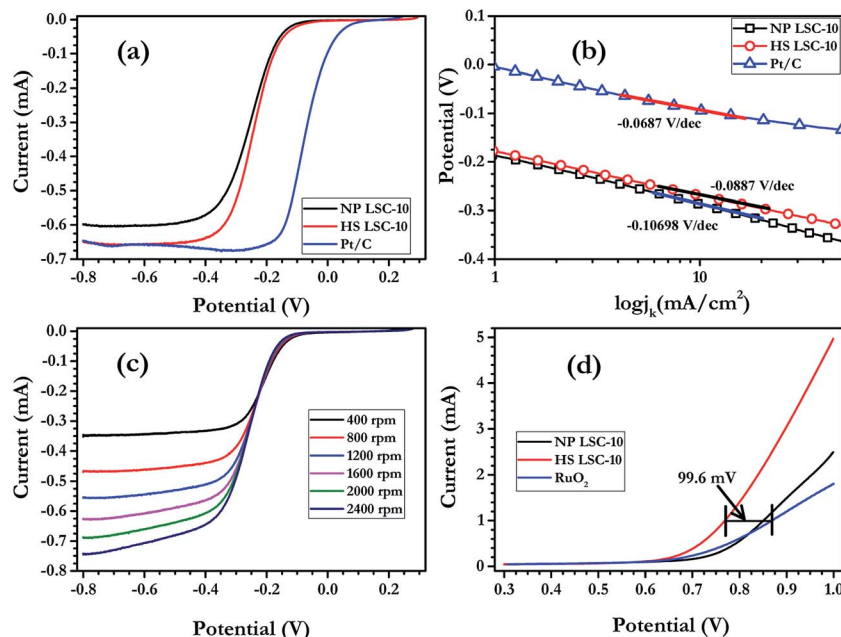 (a)
0.0
-0.1
-0.2
-0.3
-0.4
-0.5
-0.6
-0.7
Current (mA)
NP LSC-10
HS LSC-10
Pt/C
-0.8 -0.6 -0.4 -0.2 0.0 0.2
Potential (V)
(b)
0.1
0.0
-0.1
-0.2
-0.3
-0.4
Potential (V)
NP LSC-10
HS LSC-10
Pt/C
-0.0687 V/dec
-0.0887 V/dec
-0.10698 V/dec
1 10
logjₖ(mA/cm²)
(c)
0.0
-0.1
-0.2
-0.3
-0.4
-0.5
-0.6
-0.7
-0.8
Current (mA)
400 rpm
800 rpm
1200 rpm
1600 rpm
2000 rpm
2400 rpm
-0.8 -0.6 -0.4 -0.2 0.0 0.2
Potential (V)
(d)
5
4
3
2
1
0
Current (mA)
NP LSC-10
HS LSC-10
RuO₂
99.6 mV
0.3 0.4 0.5 0.6 0.7 0.8 0.9 1.0
Potential (V)